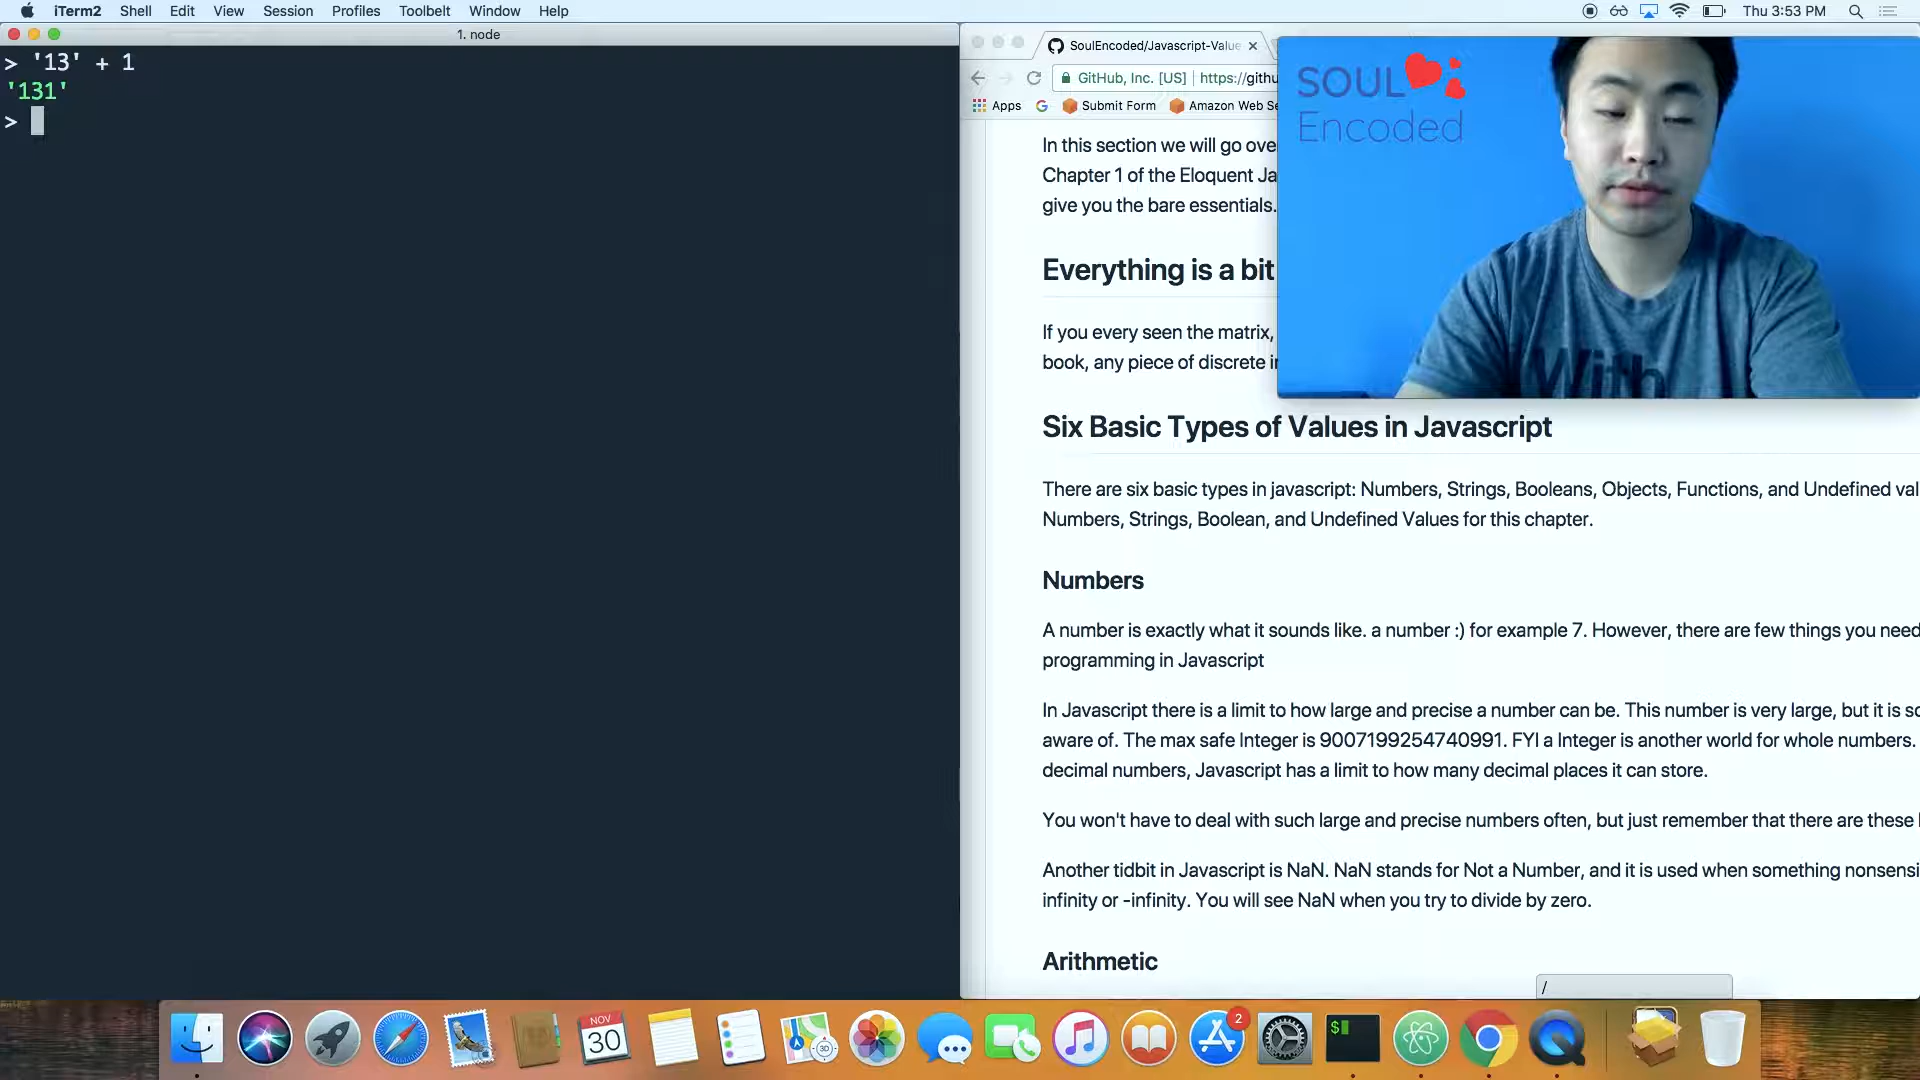 iTerm2 Shell Edit View Session Profiles Toolbelt Window Help Thu 3:53 PM
1. node
> '13' + 1
'131'
>
SoulEncoded/Javascript-Value
GitHub, Inc. [US] https://githu
Apps G Submit Form Amazon Web Se
SOUL
Encoded
With
In this section we will go ove
Chapter 1 of the Eloquent Ja
give you the bare essentials.
Everything is a bit
If you every seen the matrix,
book, any piece of discrete i
Six Basic Types of Values in Javascript
There are six basic types in javascript: Numbers, Strings, Booleans, Objects, Functions, and Undefined val
Numbers, Strings, Boolean, and Undefined Values for this chapter.
Numbers
A number is exactly what it sounds like. a number :) for example 7. However, there are few things you need
programming in Javascript
In Javascript there is a limit to how large and precise a number can be. This number is very large, but it is so
aware of. The max safe Integer is 9007199254740991. FYI a Integer is another world for whole numbers.
decimal numbers, Javascript has a limit to how many decimal places it can store.
You won't have to deal with such large and precise numbers often, but just remember that there are these
Another tidbit in Javascript is NaN. NaN stands for Not a Number, and it is used when something nonsensi
infinity or -infinity. You will see NaN when you try to divide by zero.
Arithmetic
/
NOV
30
30
2
$